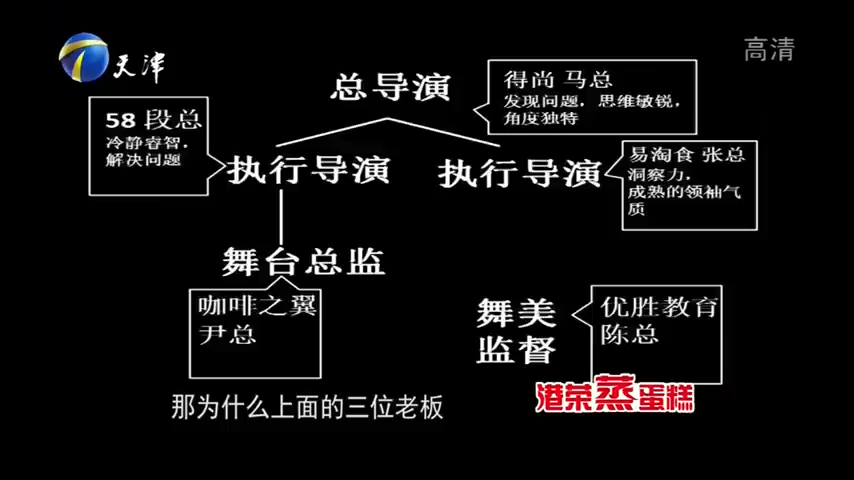 天津
高清
总导演
得尚 马总
发现问题，思维敏锐，
角度独特
58 段总
冷静睿智，
解决问题
执行导演
执行导演
易淘食 张总
洞察力，
成熟的领袖气
质
舞台总监
咖啡之翼
尹总
舞美
监督
优胜教育
陈总
港荣蒸蛋糕
那为什么上面的三位老板